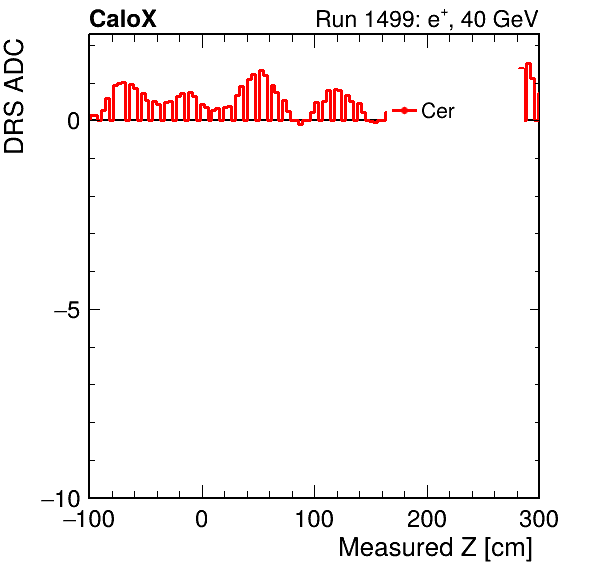 CaloX Run 1499: e⁺, 40 GeV
DRS ADC
Cer
0
−5
−10
−100 0 100 200 300
Measured Z [cm]